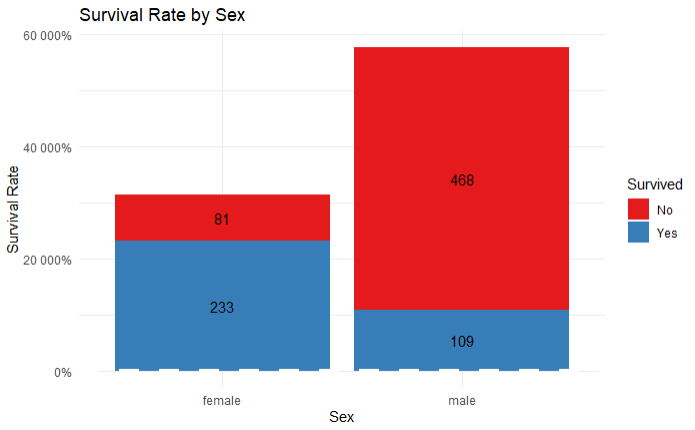 Survival Rate by Sex
60 000%
40 000%
20 000%
0%
Survival Rate
81
233
468
109
female
male
Sex
Survived
No
Yes